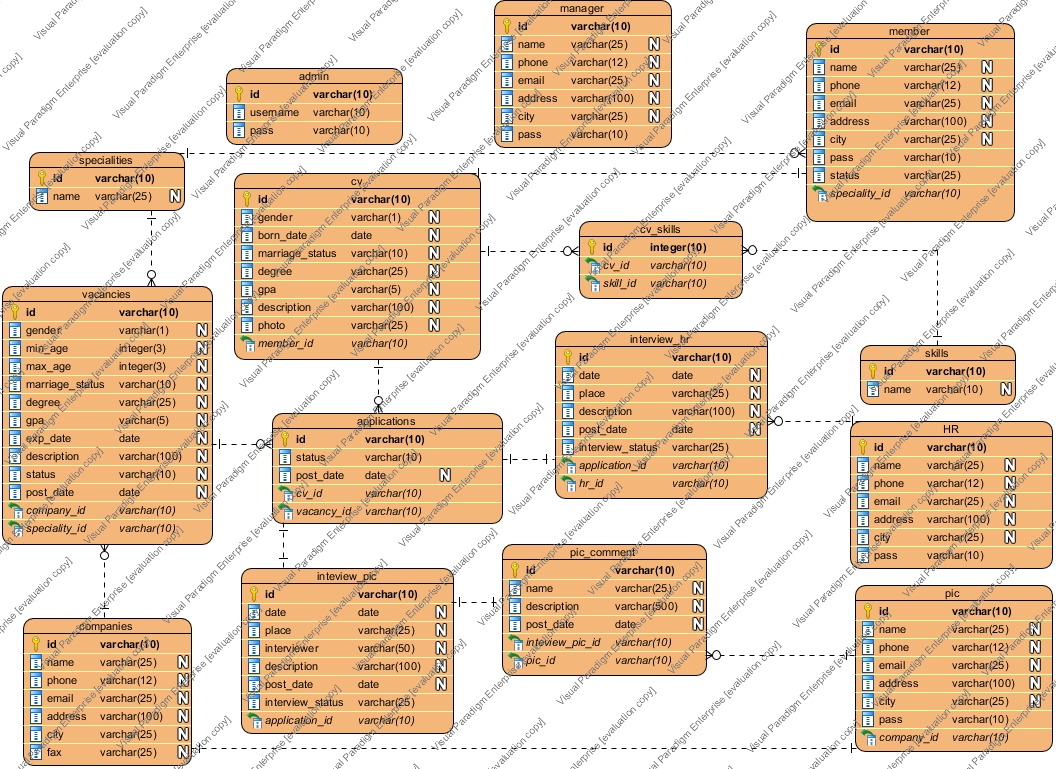 manager
id varchar(10)
name varchar(25) N
phone varchar(12) N
email varchar(25) N
address varchar(100) N
city varchar(25) N
pass varchar(10)
member
id varchar(10)
name varchar(25) N
phone varchar(12) N
email varchar(25) N
address varchar(100) N
city varchar(25) N
pass varchar(10)
status varchar(25)
speciality_id varchar(10)
admin
id varchar(10)
username varchar(10)
pass varchar(10)
specialities
id varchar(10)
name varchar(25) N
cv
id varchar(10)
gender varchar(1) N
born_date date N
marriage_status varchar(10) N
degree varchar(25) N
gpa varchar(5) N
description varchar(100) N
photo varchar(25) N
member_id varchar(10)
cv_skills
id integer(10)
cv_id varchar(10)
skill_id varchar(10)
vacancies
id varchar(10)
gender varchar(1) N
min_age integer(3) N
max_age integer(3) N
marriage_status varchar(10) N
degree varchar(25) N
gpa varchar(5) N
exp_date date N
description varchar(100) N
status varchar(10) N
post_date date N
company_id varchar(10)
speciality_id varchar(10)
interview_hr
id varchar(10)
date date N
place varchar(25) N
description varchar(100) N
post_date date N
interview_status varchar(25)
application_id varchar(10)
hr_id varchar(10)
skills
id varchar(10)
name varchar(10) N
applications
id varchar(10)
status varchar(10)
post_date date N
cv_id varchar(10)
vacancy_id varchar(10)
HR
id varchar(10)
name varchar(25) N
phone varchar(12) N
email varchar(25) N
address varchar(100) N
city varchar(25) N
pass varchar(10)
inteview_pic
id varchar(10)
date date N
place varchar(25) N
interviewer varchar(50) N
description varchar(100) N
post_date date N
interview_status varchar(25)
application_id varchar(10)
pic_comment
id varchar(10)
name varchar(25) N
description varchar(500) N
post_date date N
inteview_pic_id varchar(10)
pic_id varchar(10)
pic
id varchar(10)
name varchar(25) N
phone varchar(12) N
email varchar(25) N
address varchar(100) N
city varchar(25) N
pass varchar(10)
company_id varchar(10)
companies
id varchar(10)
name varchar(25) N
phone varchar(12) N
email varchar(25) N
address varchar(100) N
city varchar(25) N
fax varchar(25) N
Visual Paradigm Enterprise [evaluation copy]